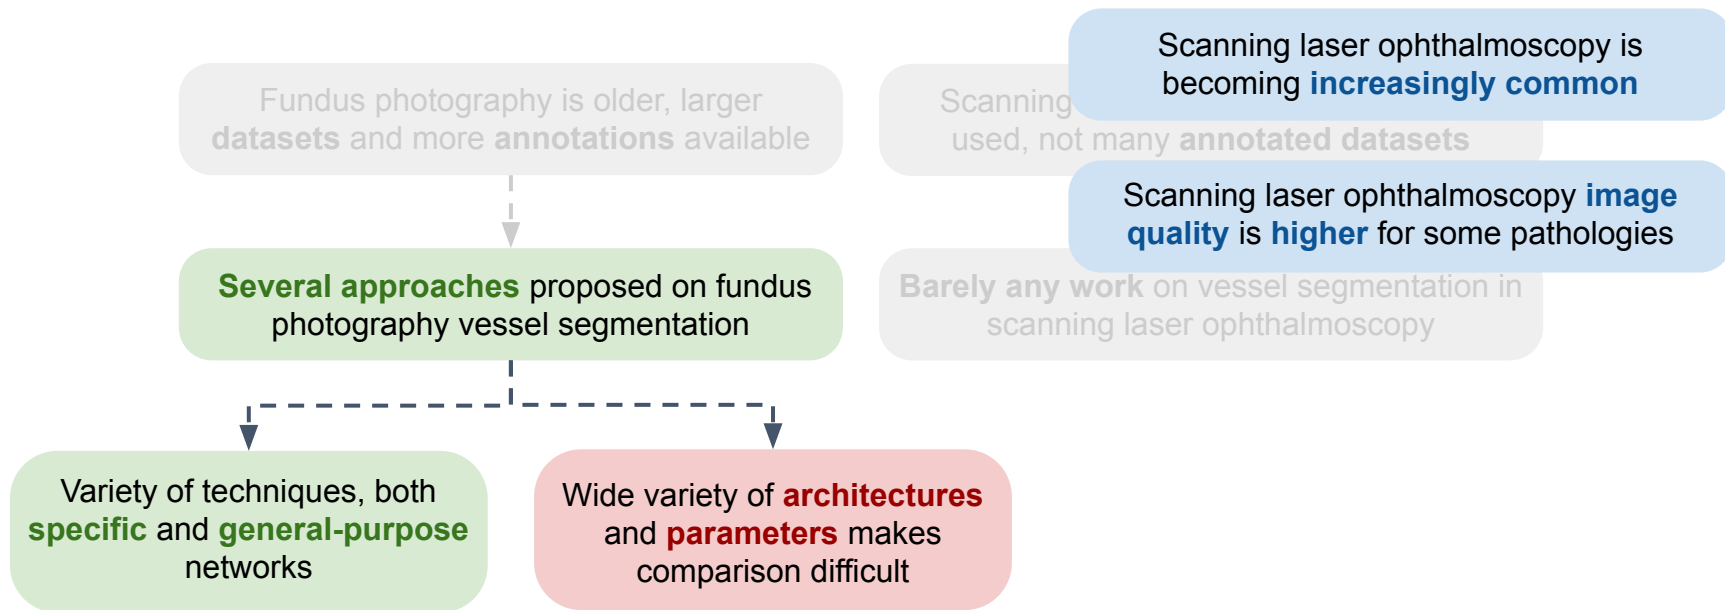 Fundus photography is older, larger
datasets and more annotations available
Scanning
used, not many annotated datasets
Scanning laser ophthalmoscopy is
becoming increasingly common
Scanning laser ophthalmoscopy image
quality is higher for some pathologies
Several approaches proposed on fundus
photography vessel segmentation
Barely any work on vessel segmentation in
scanning laser ophthalmoscopy
Variety of techniques, both
specific and general-purpose
networks
Wide variety of architectures
and parameters makes
comparison difficult